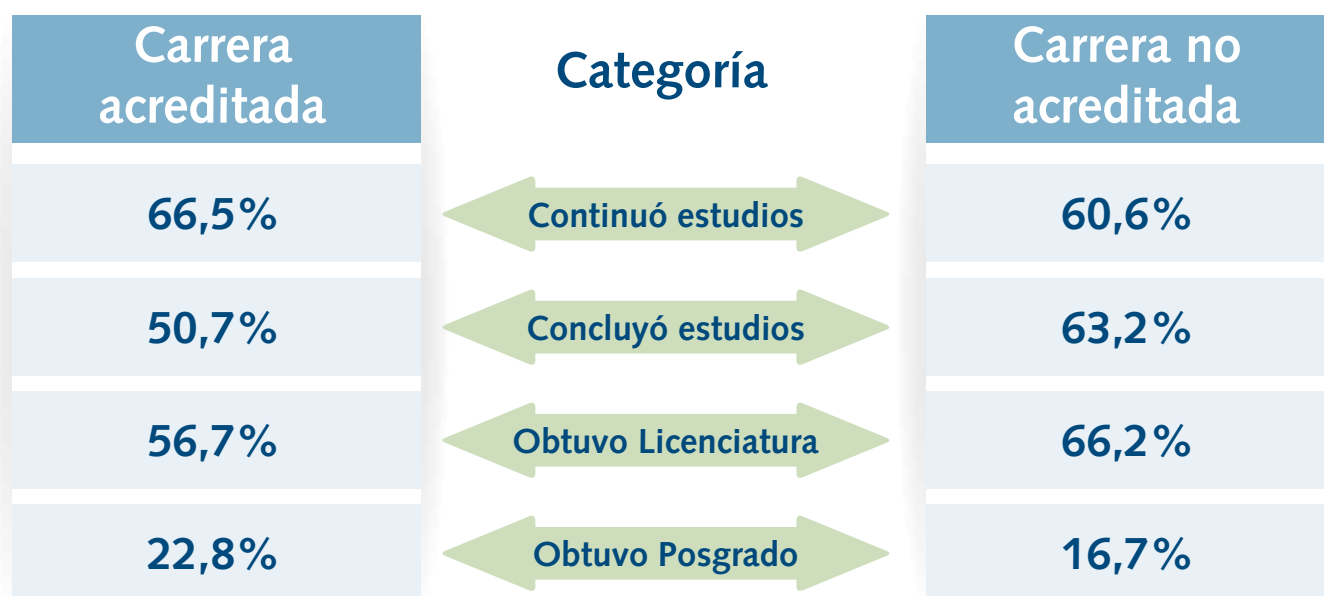 Carrera
acreditada
Categoría
Carrera no
acreditada
66,5%
Continuó estudios
60,6%
50,7%
Concluyó estudios
63,2%
56,7%
Obtuvo Licenciatura
66,2%
22,8%
Obtuvo Posgrado
16,7%